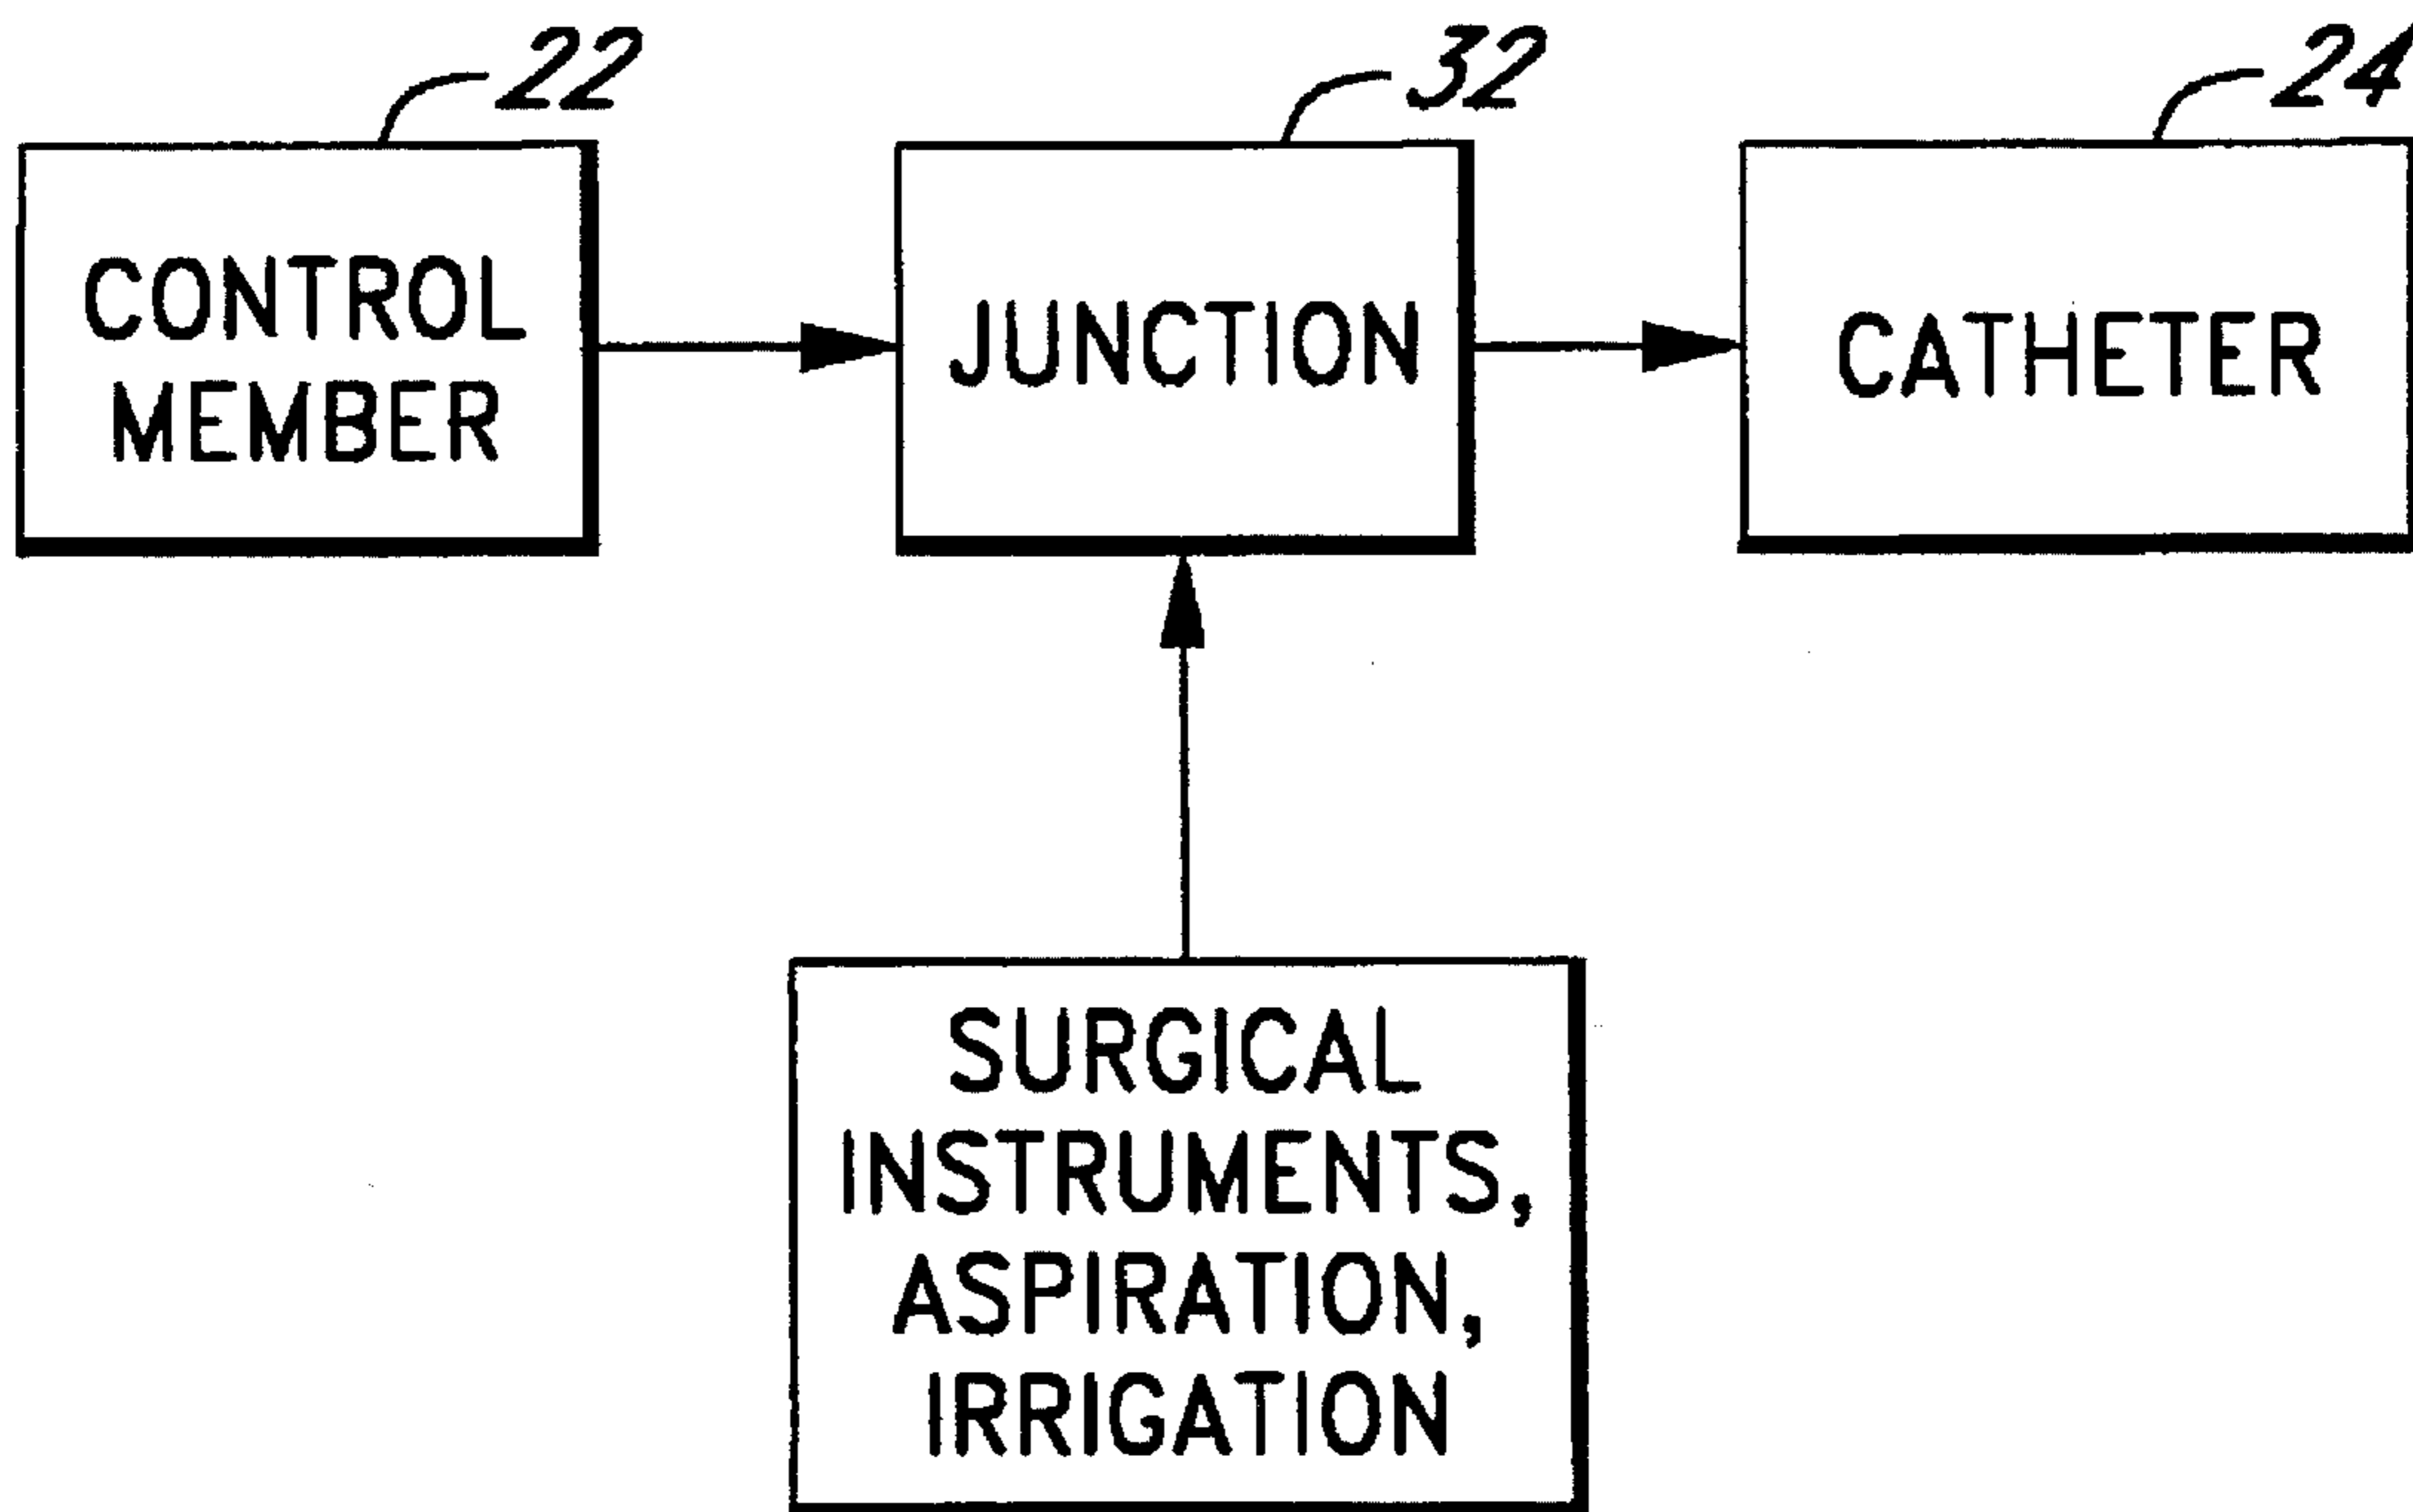 22
32
24
CONTROL
MEMBER
JUNCTION
CATHETER
SURGICAL
INSTRUMENTS,
ASPIRATION,
IRRIGATION